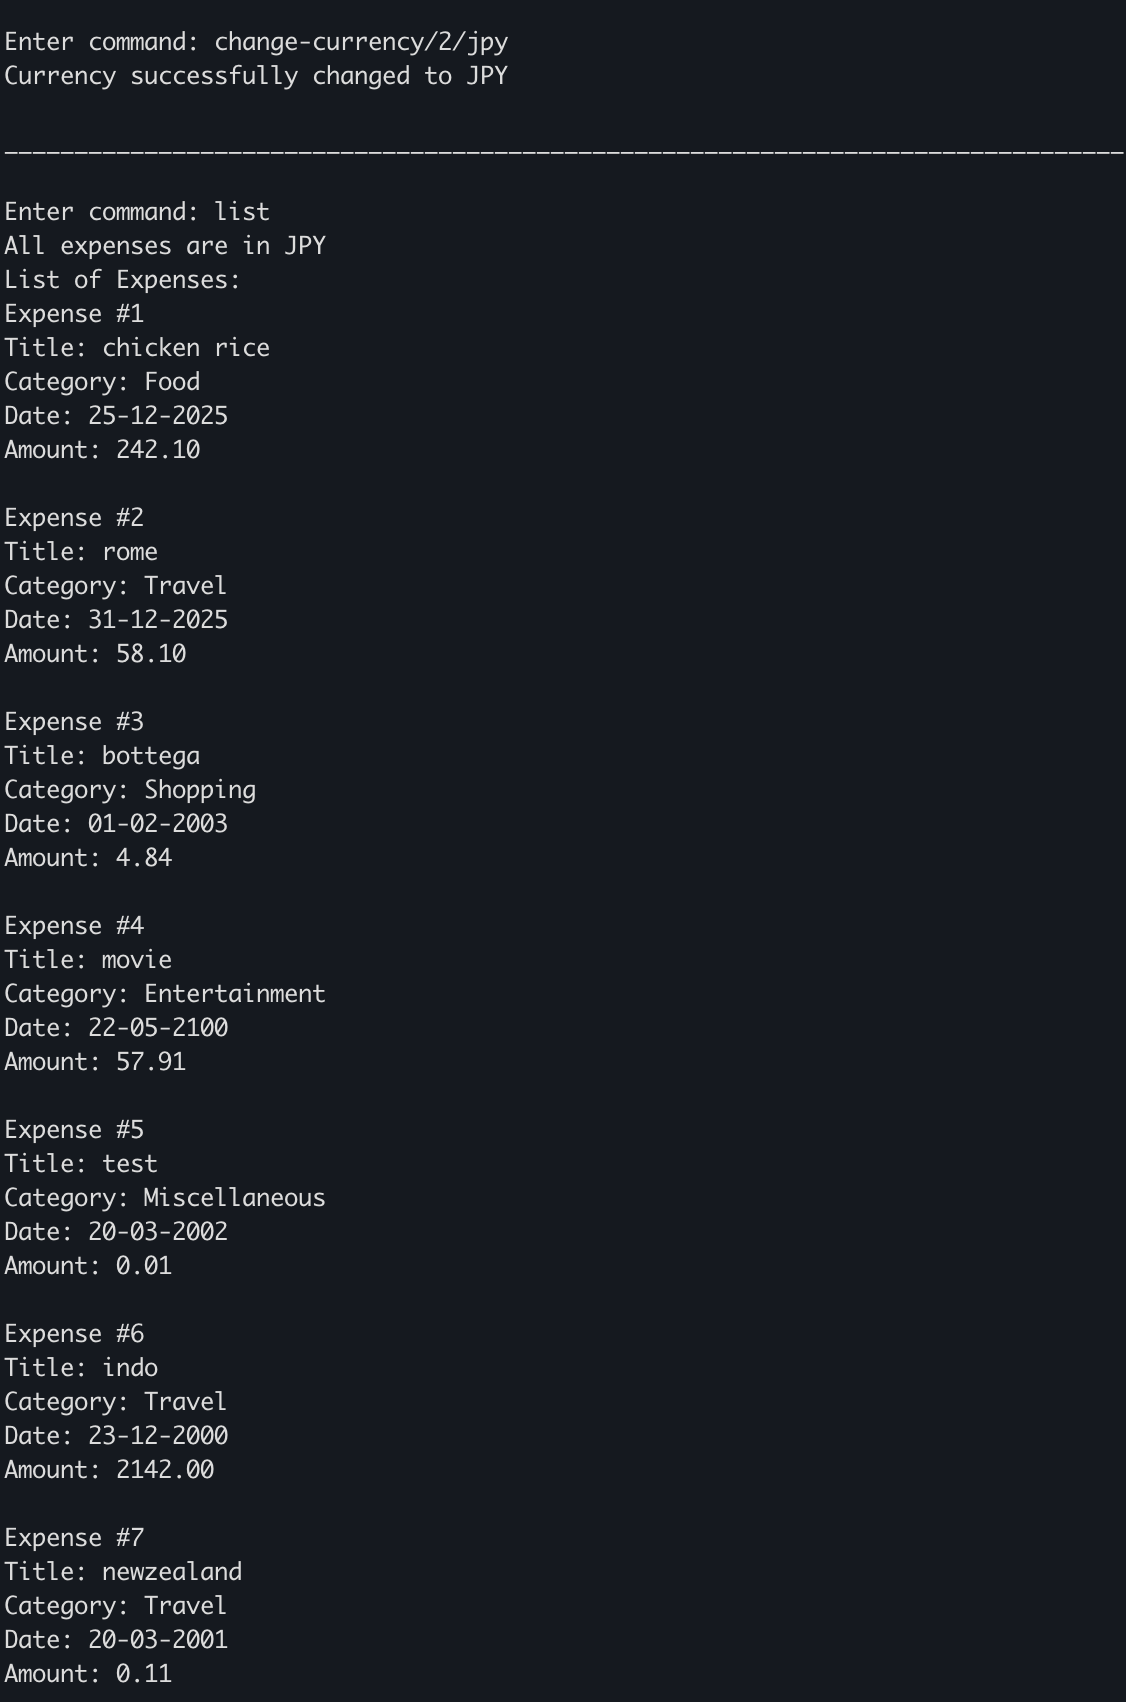 Enter command: change-currency/2/jpy
Currency successfully changed to JPY
________________________________________________________________________________
Enter command: list
All expenses are in JPY
List of Expenses:
Expense #1
Title: chicken rice
Category: Food
Date: 25-12-2025
Amount: 242.10
Expense #2
Title: rome
Category: Travel
Date: 31-12-2025
Amount: 58.10
Expense #3
Title: bottega
Category: Shopping
Date: 01-02-2003
Amount: 4.84
Expense #4
Title: movie
Category: Entertainment
Date: 22-05-2100
Amount: 57.91
Expense #5
Title: test
Category: Miscellaneous
Date: 20-03-2002
Amount: 0.01
Expense #6
Title: indo
Category: Travel
Date: 23-12-2000
Amount: 2142.00
Expense #7
Title: newzealand
Category: Travel
Date: 20-03-2001
Amount: 0.11